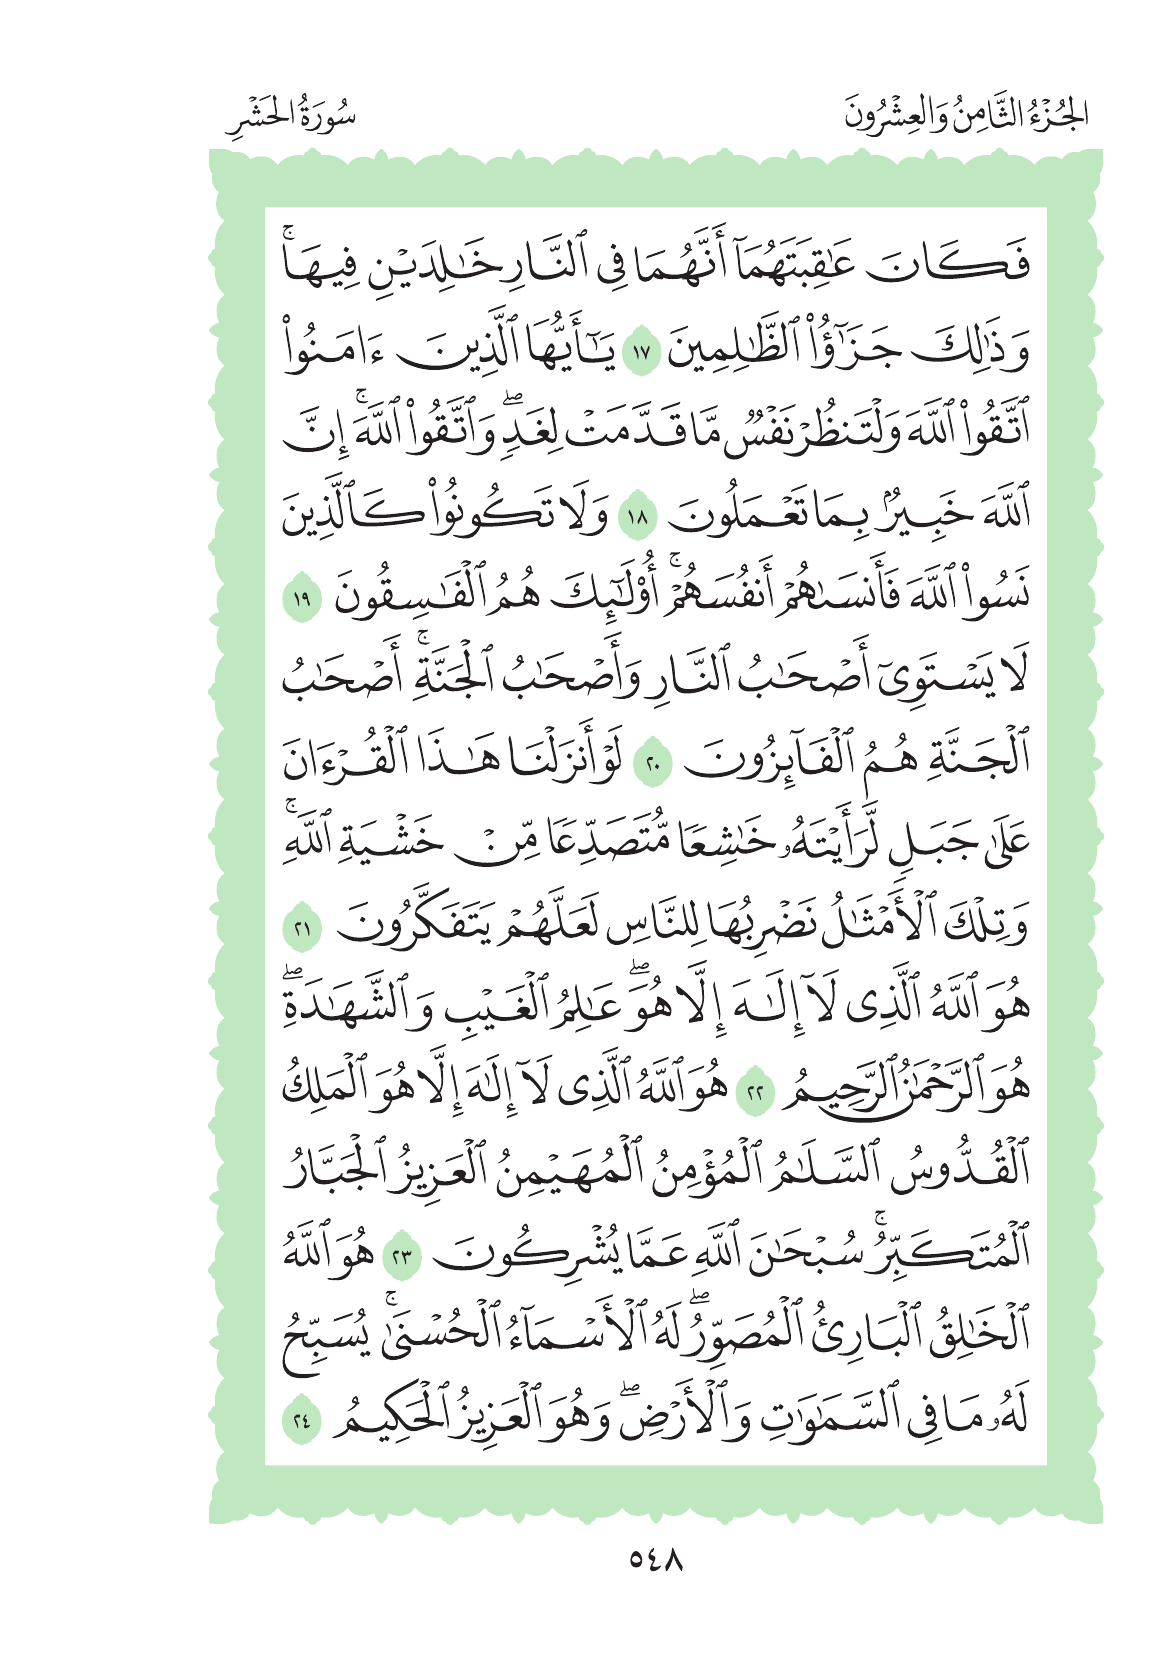 الجُزْءُ الثَّامِنُ وَالعِشْرُونَ
سُورَةُ الحَشْرِ
فَكَانَ عَٰقِبَتَهُمَآ أَنَّهُمَا فِي ٱلنَّارِ خَٰلِدَيْنِ فِيهَاۚ
وَذَٰلِكَ جَزَٰٓؤُاْ ٱلظَّٰلِمِينَ ١٧ يَٰٓأَيُّهَا ٱلَّذِينَ ءَامَنُواْ
ٱتَّقُواْ ٱللَّهَ وَلْتَنظُرْ نَفْسٌ مَّا قَدَّمَتْ لِغَدٍۖ وَٱتَّقُواْ ٱللَّهَۚ إِنَّ
ٱللَّهَ خَبِيرُۢ بِمَا تَعْمَلُونَ ١٨ وَلَا تَكُونُواْ كَٱلَّذِينَ
نَسُواْ ٱللَّهَ فَأَنسَىٰهُمْ أَنفُسَهُمْۚ أُوْلَٰٓئِكَ هُمُ ٱلْفَٰسِقُونَ ١٩
لَا يَسْتَوِيٓ أَصْحَٰبُ ٱلنَّارِ وَأَصْحَٰبُ ٱلْجَنَّةِۚ أَصْحَٰبُ
ٱلْجَنَّةِ هُمُ ٱلْفَآئِزُونَ ٢٠ لَوْ أَنزَلْنَا هَٰذَا ٱلْقُرْءَانَ
عَلَىٰ جَبَلٍ لَّرَأَيْتَهُۥ خَٰشِعًا مُّتَصَدِّعًا مِّنْ خَشْيَةِ ٱللَّهِۚ
وَتِلْكَ ٱلْأَمْثَٰلُ نَضْرِبُهَا لِلنَّاسِ لَعَلَّهُمْ يَتَفَكَّرُونَ ٢١
هُوَ ٱللَّهُ ٱلَّذِي لَآ إِلَٰهَ إِلَّا هُوَۖ عَٰلِمُ ٱلْغَيْبِ وَٱلشَّهَٰدَةِۖ
هُوَ ٱلرَّحْمَٰنُ ٱلرَّحِيمُ ٢٢ هُوَ ٱللَّهُ ٱلَّذِي لَآ إِلَٰهَ إِلَّا هُوَ ٱلْمَلِكُ
ٱلْقُدُّوسُ ٱلسَّلَٰمُ ٱلْمُؤْمِنُ ٱلْمُهَيْمِنُ ٱلْعَزِيزُ ٱلْجَبَّارُ
ٱلْمُتَكَبِّرُۚ سُبْحَٰنَ ٱللَّهِ عَمَّا يُشْرِكُونَ ٢٣ هُوَ ٱللَّهُ
ٱلْخَٰلِقُ ٱلْبَارِئُ ٱلْمُصَوِّرُۖ لَهُ ٱلْأَسْمَآءُ ٱلْحُسْنَىٰۚ يُسَبِّحُ
لَهُۥ مَا فِي ٱلسَّمَٰوَٰتِ وَٱلْأَرْضِۖ وَهُوَ ٱلْعَزِيزُ ٱلْحَكِيمُ ٢٤
٥٤٨